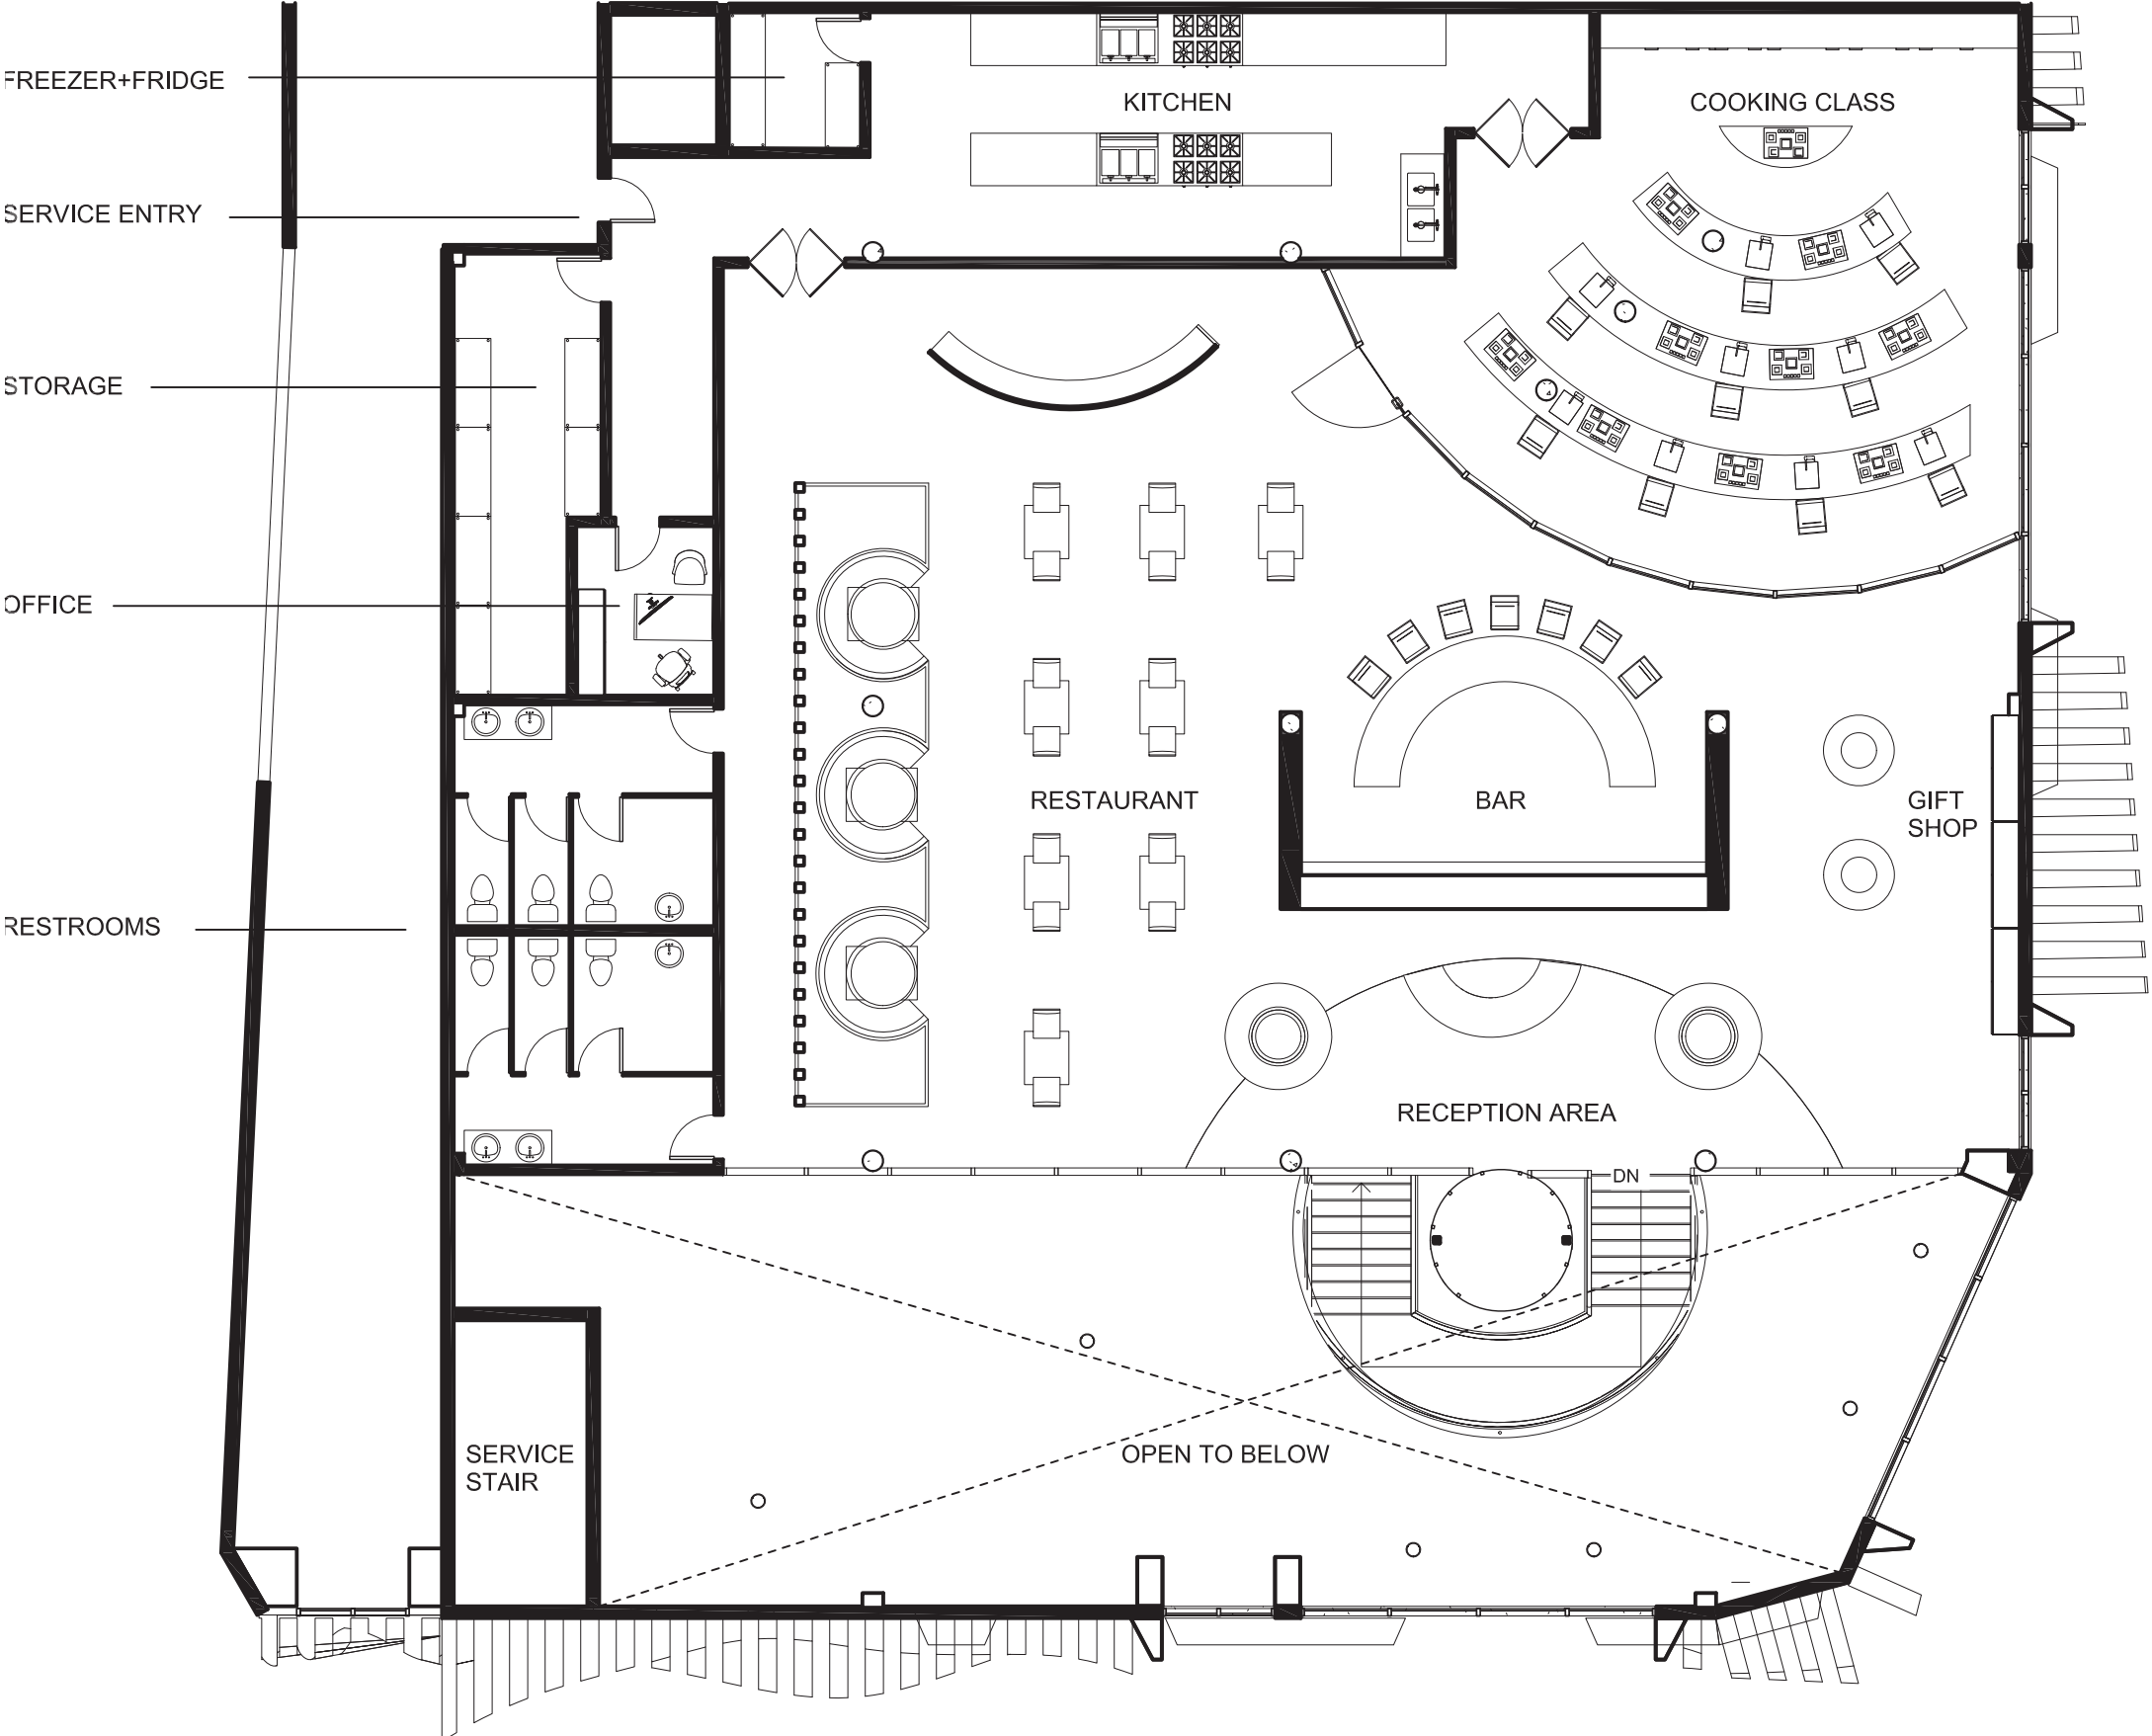 FREEZER+FRIDGE
KITCHEN
COOKING CLASS
SERVICE ENTRY
STORAGE
OFFICE
RESTAURANT
BAR
GIFT
SHOP
RESTROOMS
RECEPTION AREA
DN
SERVICE
STAIR
OPEN TO BELOW